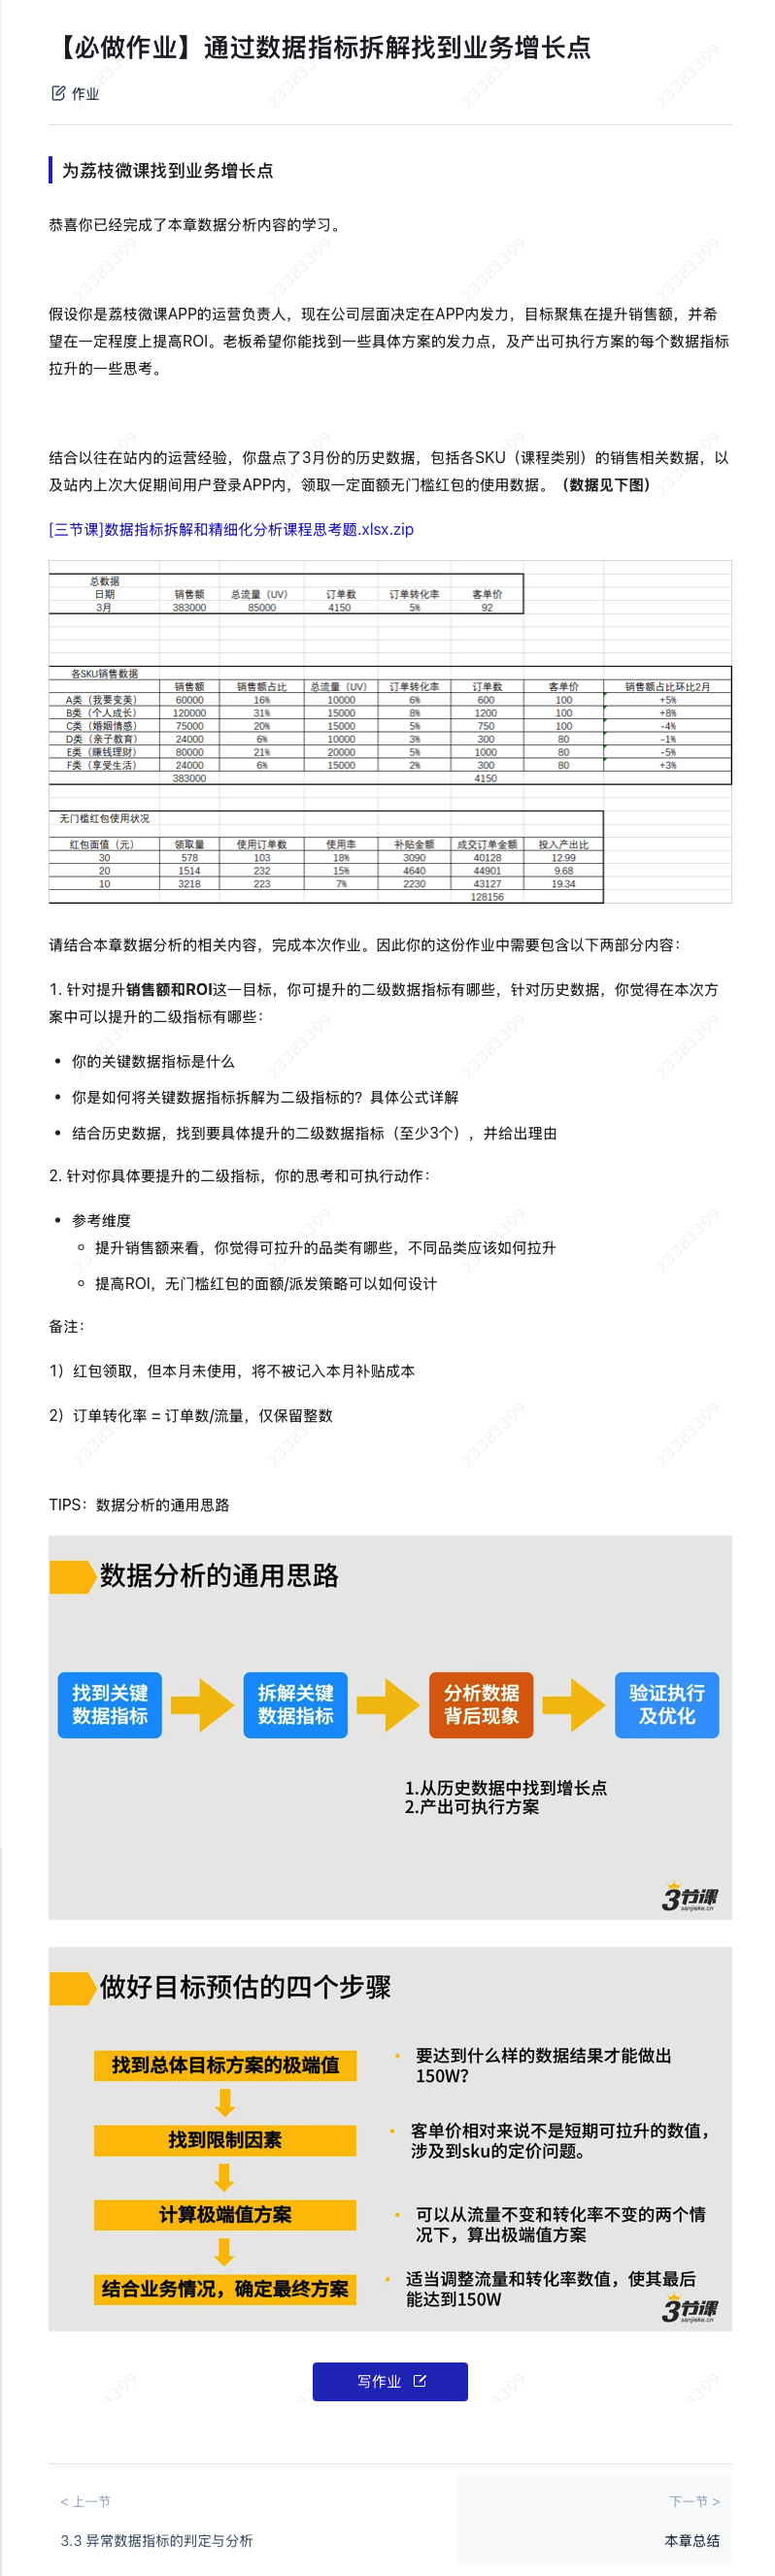 【必做作业】通过数据指标拆解找到业务增长点
作业
为荔枝微课找到业务增长点
恭喜你已经完成了本章数据分析内容的学习。
假设你是荔枝微课APP的运营负责人，现在公司层面决定在APP内发力，目标聚焦在提升销售额，并希
望在一定程度上提高ROI。老板希望你能找到一些具体方案的发力点，及产出可执行方案的每个数据指标
拉升的一些思考。
结合以往在站内的运营经验，你盘点了3月份的历史数据，包括各SKU（课程类别）的销售相关数据，以
及站内上次大促期间用户登录APP内，领取一定面额无门槛红包的使用数据。（数据见下图）
[三节课]数据指标拆解和精细化分析课程思考题.xlsx.zip
总数据
日期 销售额 总流量（UV） 订单数 订单转化率 客单价
3月 383000 85000 4150 5% 92
各SKU销售数据
销售额 销售额占比 总流量（UV） 订单转化率 订单数 客单价 销售额占比环比2月
A类（我要变美） 60000 16% 10000 6% 600 100 +5%
B类（个人成长） 120000 31% 15000 8% 1200 100 +8%
C类（婚姻情感） 75000 20% 15000 5% 750 100 -4%
D类（亲子教育） 24000 6% 10000 3% 300 80 -1%
E类（赚钱理财） 80000 21% 20000 5% 1000 80 -5%
F类（享受生活） 24000 6% 15000 2% 300 80 +3%
383000 4150
无门槛红包使用状况
红包面值（元） 领取量 使用订单数 使用率 补贴金额 成交订单金额 投入产出比
30 578 103 18% 3090 40128 12.99
20 1514 232 15% 4640 44901 9.68
10 3218 223 7% 2230 43127 19.34
128156
请结合本章数据分析的相关内容，完成本次作业。因此你的这份作业中需要包含以下两部分内容：
1. 针对提升销售额和ROI这一目标，你可提升的二级数据指标有哪些，针对历史数据，你觉得在本次方
案中可以提升的二级指标有哪些：
• 你的关键数据指标是什么
• 你是如何将关键数据指标拆解为二级指标的？具体公式详解
• 结合历史数据，找到要具体提升的二级数据指标（至少3个），并给出理由
2. 针对你具体要提升的二级指标，你的思考和可执行动作：
• 参考维度
◦ 提升销售额来看，你觉得可拉升的品类有哪些，不同品类应该如何拉升
◦ 提高ROI，无门槛红包的面额/派发策略可以如何设计
备注：
1）红包领取，但本月未使用，将不被记入本月补贴成本
2）订单转化率 = 订单数/流量，仅保留整数
TIPS：数据分析的通用思路
数据分析的通用思路
找到关键
数据指标
拆解关键
数据指标
分析数据
背后现象
验证执行
及优化
1.从历史数据中找到增长点
2.产出可执行方案
3节课
sanjieke.cn
做好目标预估的四个步骤
找到总体目标方案的极端值
• 要达到什么样的数据结果才能做出
150W？
找到限制因素
• 客单价相对来说不是短期可拉升的数值，
涉及到sku的定价问题。
计算极端值方案
• 可以从流量不变和转化率不变的两个情
况下，算出极端值方案
结合业务情况，确定最终方案
• 适当调整流量和转化率数值，使其最后
能达到150W
3节课
sanjieke.cn
写作业
< 上一节
下一节 >
3.3 异常数据指标的判定与分析
本章总结
23383399